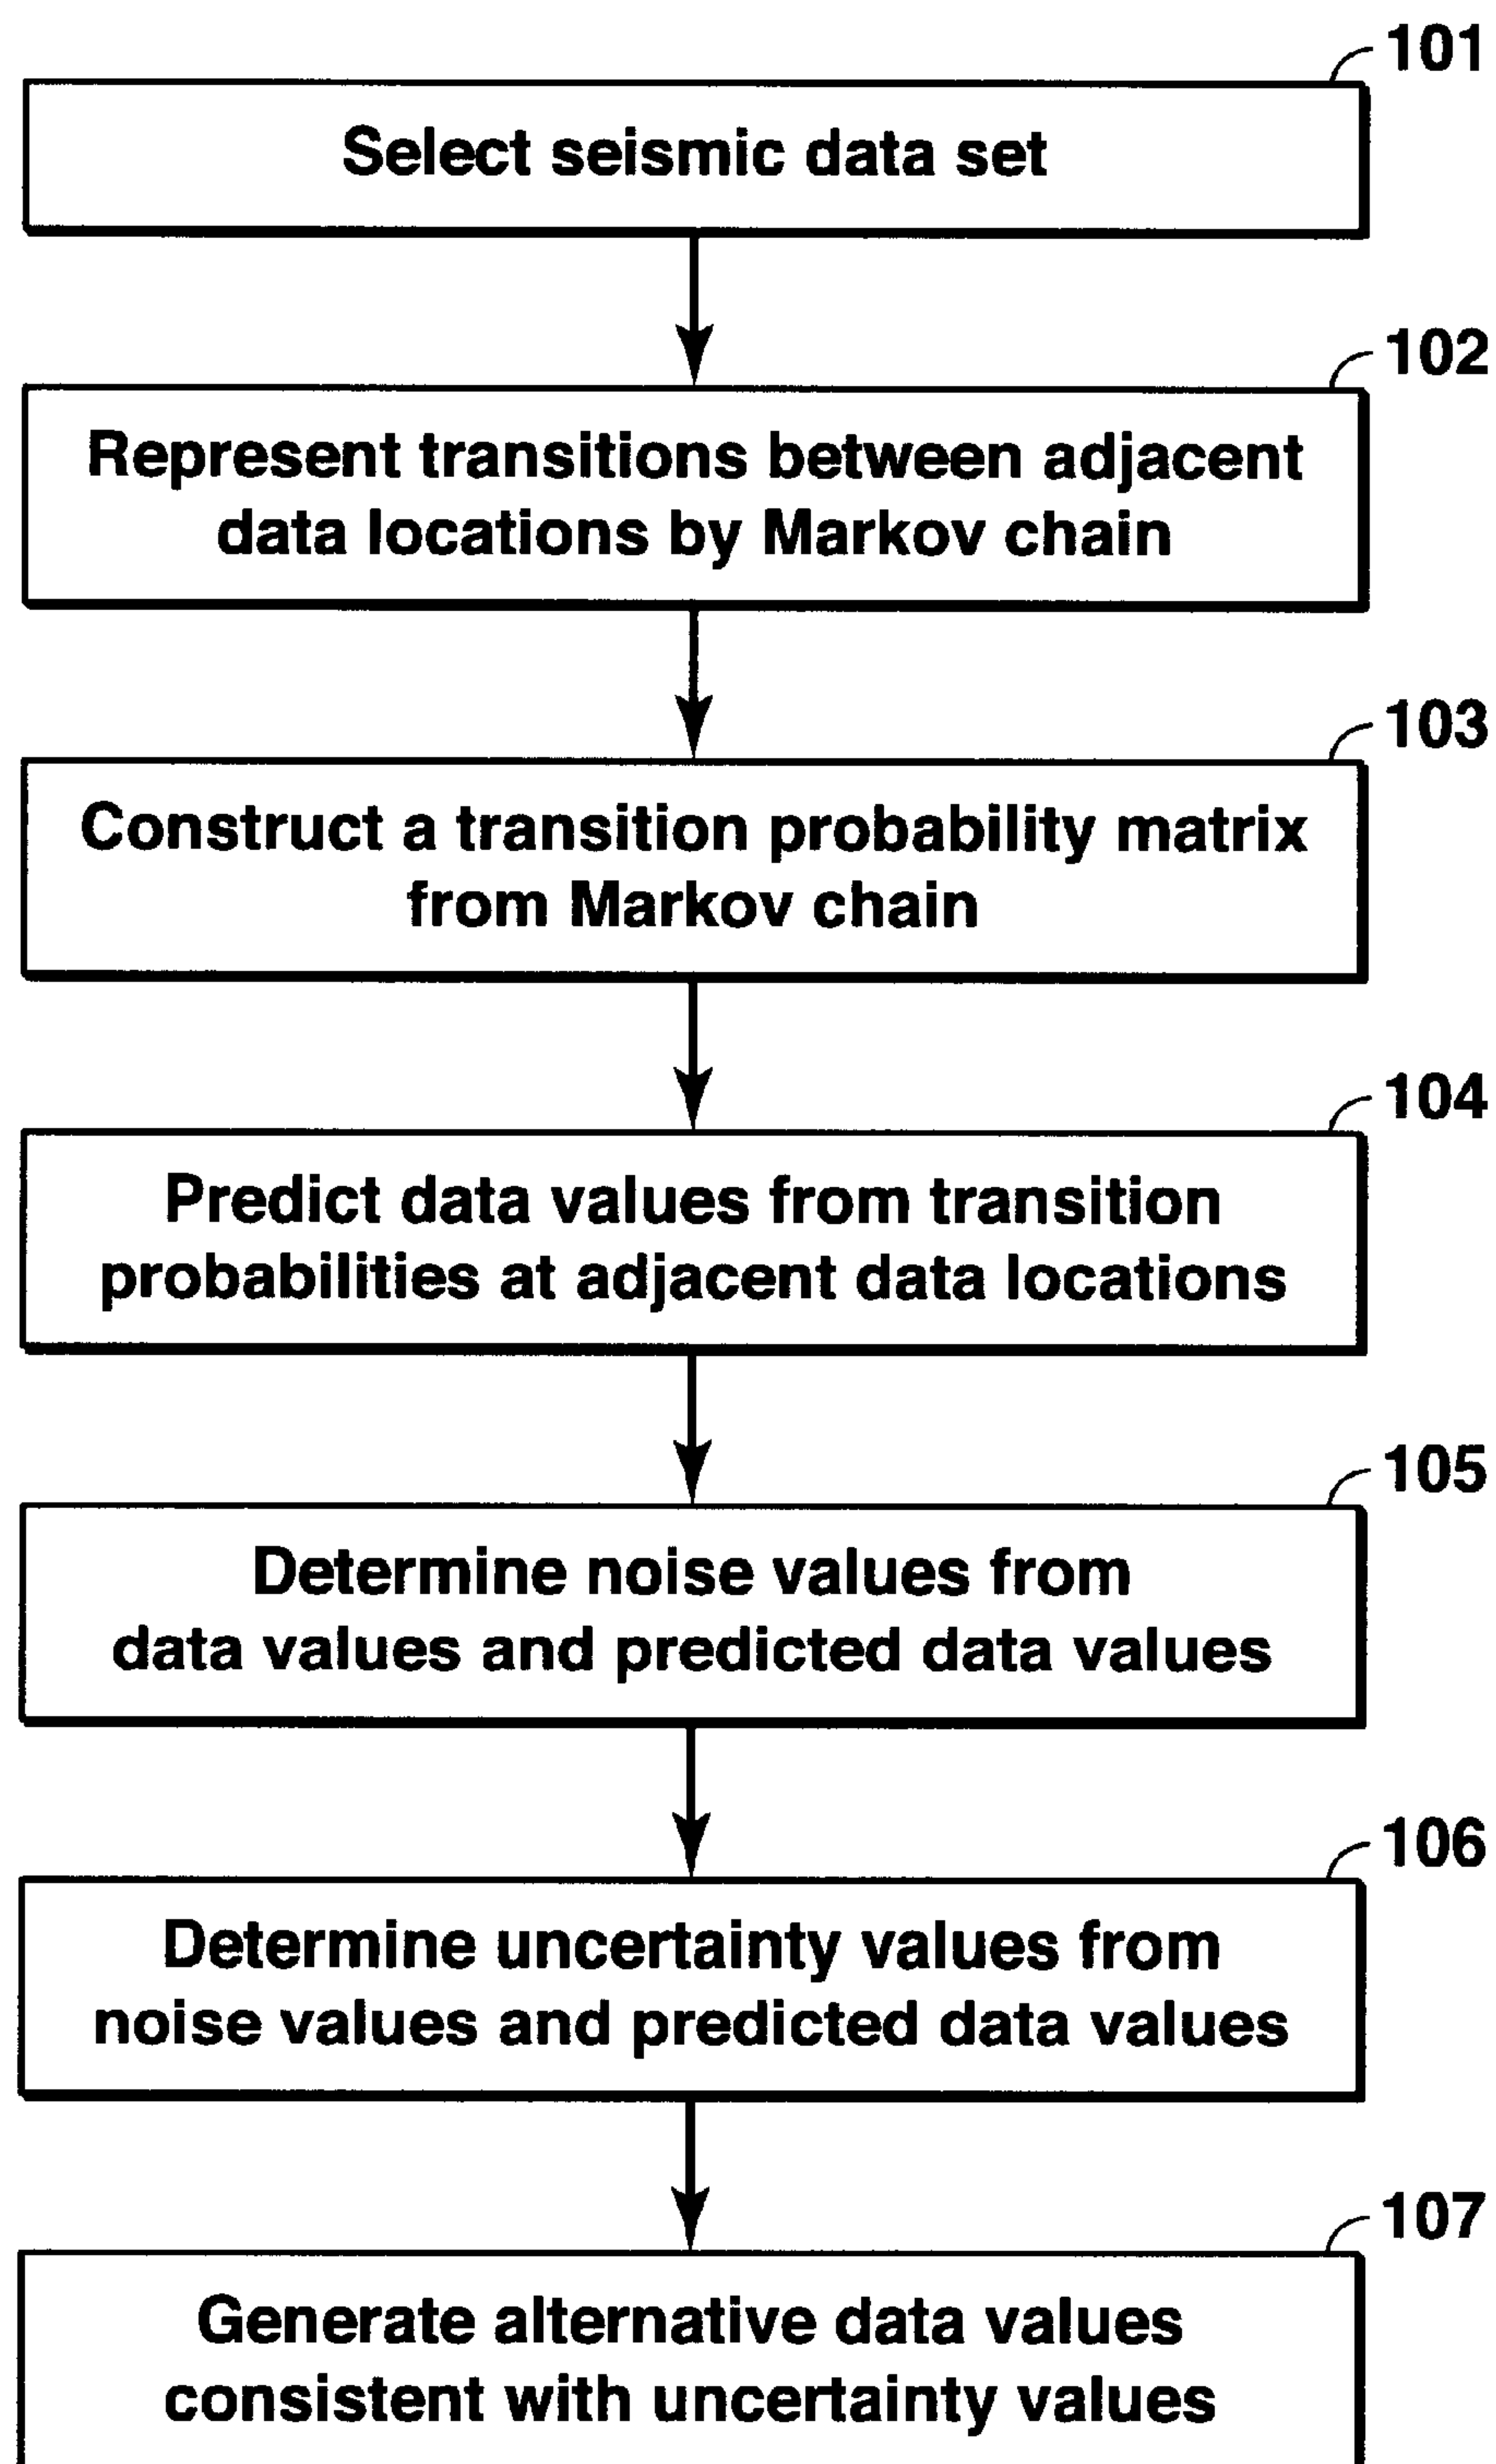 101
Select seismic data set
102
Represent transitions between adjacent
data locations by Markov chain
103
Construct a transition probability matrix
from Markov chain
104
Predict data values from transition
probabilities at adjacent data locations
105
Determine noise values from
data values and predicted data values
106
Determine uncertainty values from
noise values and predicted data values
107
Generate alternative data values
consistent with uncertainty values